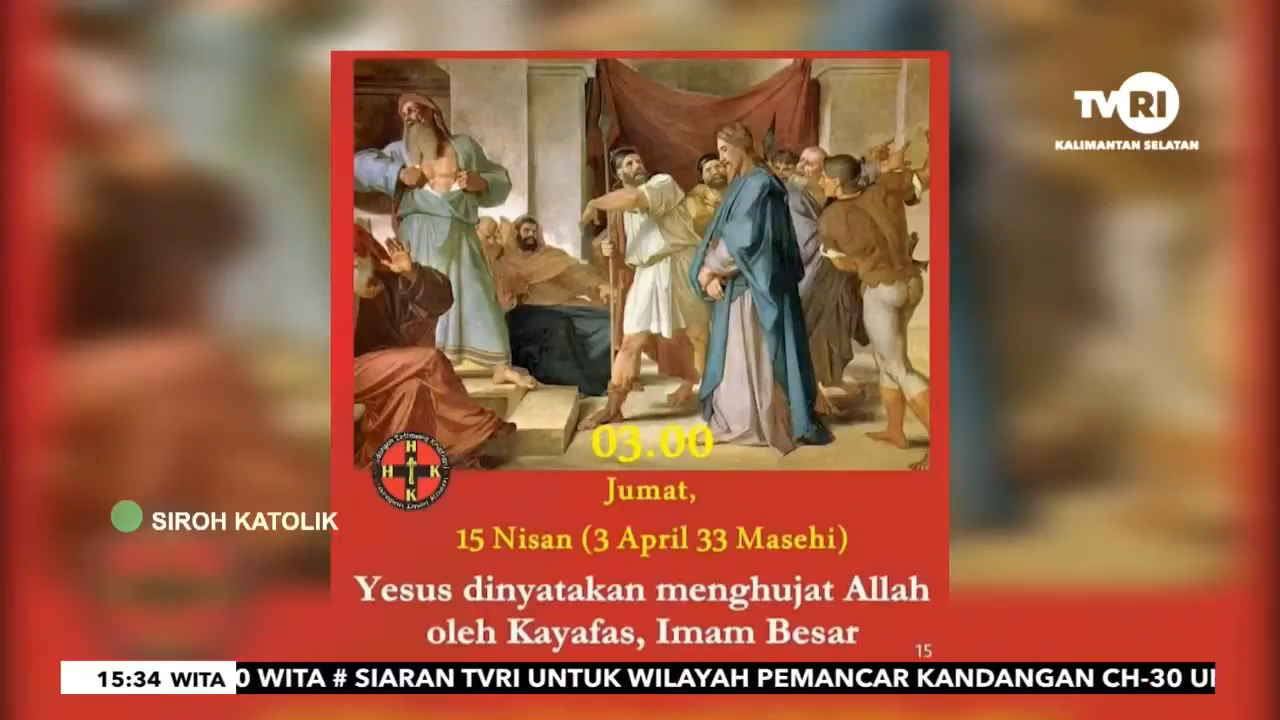 TVRI
KALIMANTAN SELATAN
03.00
Jumat,
15 Nisan (3 April 33 Masehi)
Yesus dinyatakan menghujat Allah
oleh Kayafas, Imam Besar
15
H
H K
K
SIROH KATOLIK
15:34 WITA
0 WITA # SIARAN TVRI UNTUK WILAYAH PEMANCAR KANDANGAN CH-30